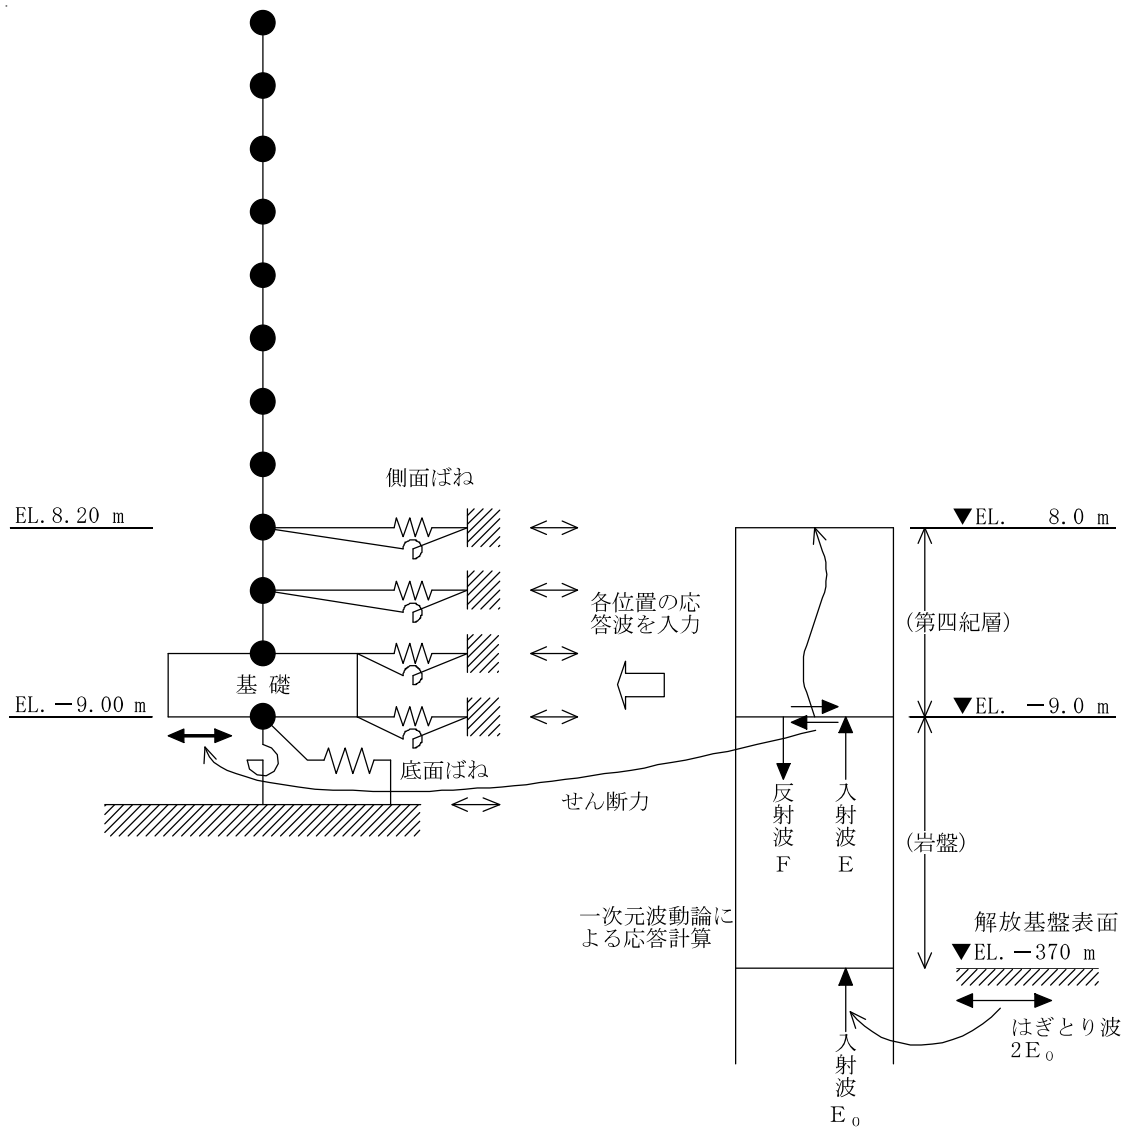 側面ばね
EL.8.20 m
▼EL. 8.0 m
各位置の応
答波を入力
(第四紀層)
基 礎
EL.－9.00 m
▼EL. －9.0 m
底面ばね
せん断力
反射波F
入射波E
(岩盤)
一次元波動論に
よる応答計算
解放基盤表面
▼EL.－370 m
はぎとり波
2E₀
入射波E₀